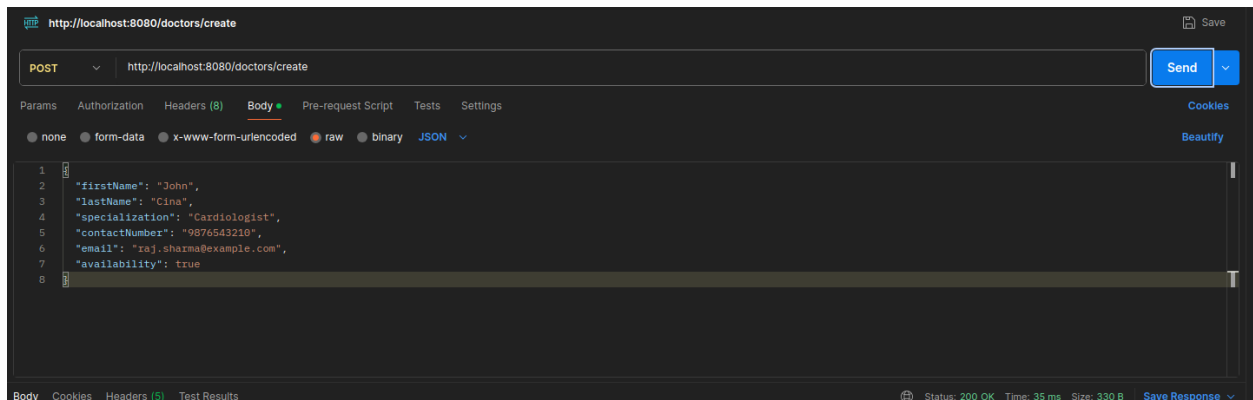 HTTP http://localhost:8080/doctors/create Save
POST http://localhost:8080/doctors/create Send
Params Authorization Headers (8) Body Pre-request Script Tests Settings Cookies
none form-data x-www-form-urlencoded raw binary JSON Beautify
1 {
2 "firstName": "John",
3 "lastName": "Cina",
4 "specialization": "Cardiologist",
5 "contactNumber": "9876543210",
6 "email": "raj.sharma@example.com",
7 "availability": true
8 }
Body Cookies Headers (5) Test Results Status: 200 OK Time: 35 ms Size: 330 B Save Response